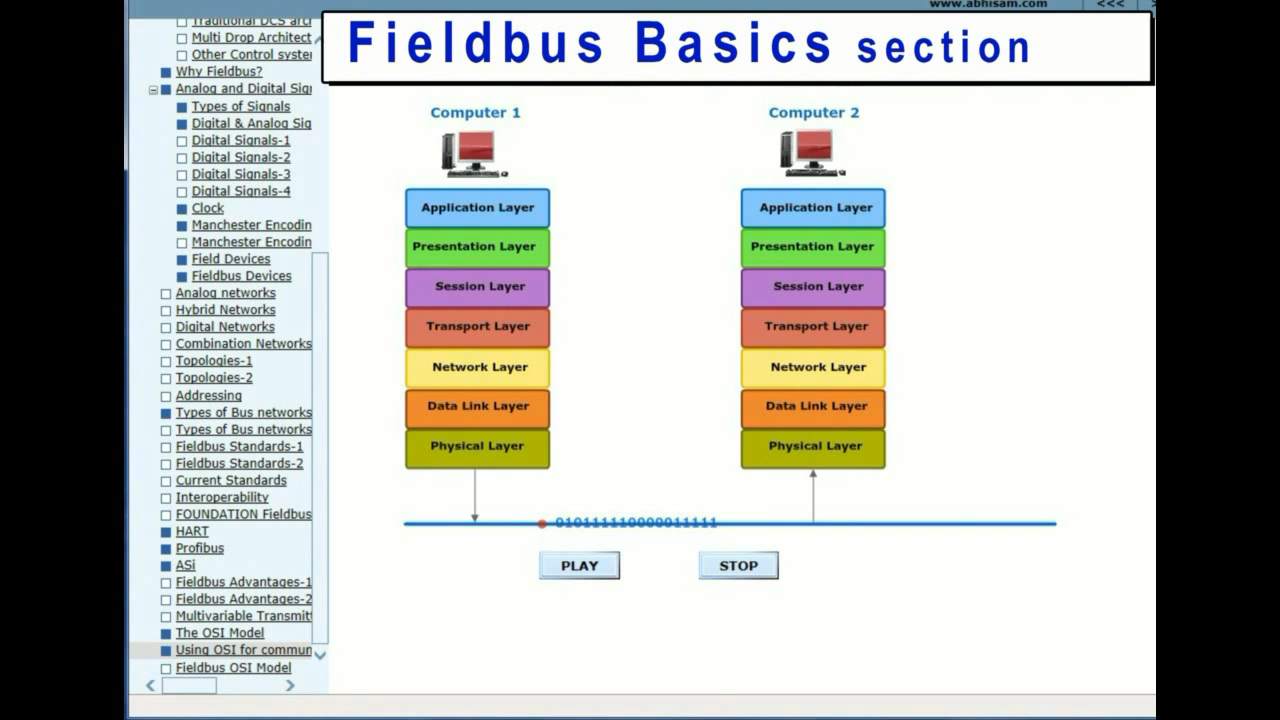 www.abhisam.com <<<
Fieldbus Basics section
Traditional DCS arch
Multi Drop Architect
Other Control system
Why Fieldbus?
Analog and Digital Sig
Types of Signals
Digital & Analog Sig
Digital Signals-1
Digital Signals-2
Digital Signals-3
Digital Signals-4
Clock
Manchester Encodin
Manchester Encodin
Field Devices
Fieldbus Devices
Analog networks
Hybrid Networks
Digital Networks
Combination Networks
Topologies-1
Topologies-2
Addressing
Types of Bus networks
Types of Bus networks
Fieldbus Standards-1
Fieldbus Standards-2
Current Standards
Interoperability
FOUNDATION Fieldbus
HART
Profibus
ASi
Fieldbus Advantages-1
Fieldbus Advantages-2
Multivariable Transmitt
The OSI Model
Using OSI for commun
Fieldbus OSI Model
Computer 1
Application Layer
Presentation Layer
Session Layer
Transport Layer
Network Layer
Data Link Layer
Physical Layer
Computer 2
Application Layer
Presentation Layer
Session Layer
Transport Layer
Network Layer
Data Link Layer
Physical Layer
010111110000011111
PLAY
STOP